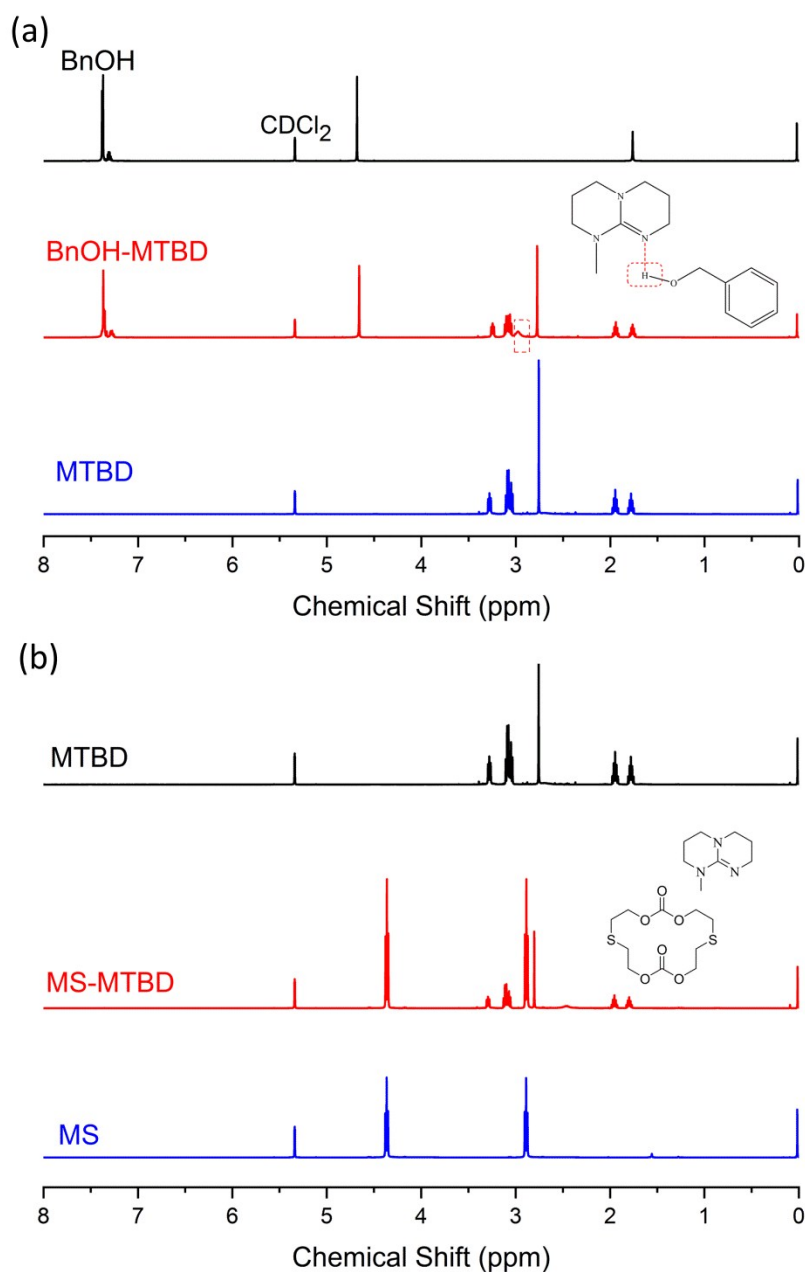 (a)
BnOH
CDCl2
BnOH-MTBD
N
N
N
H
O
MTBD
8 7 6 5 4 3 2 1 0
Chemical Shift (ppm)
(b)
MTBD
N
N
N
MS-MTBD
O
O
O
S
S
O
O
O
MS
8 7 6 5 4 3 2 1 0
Chemical Shift (ppm)